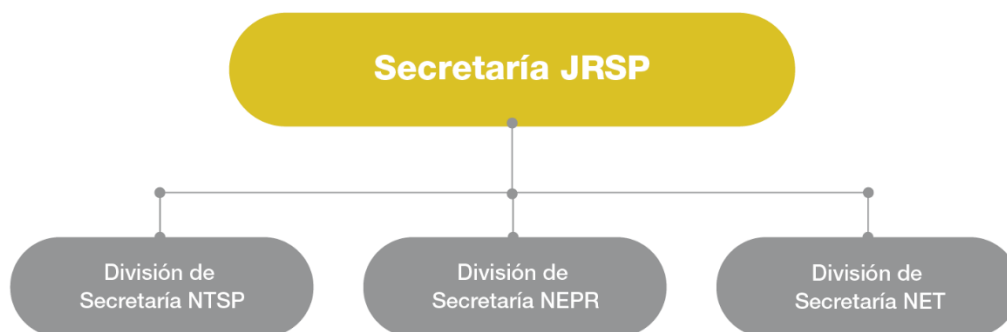 Secretaría JRSP
División de
Secretaría NTSP
División de
Secretaría NEPR
División de
Secretaría NET